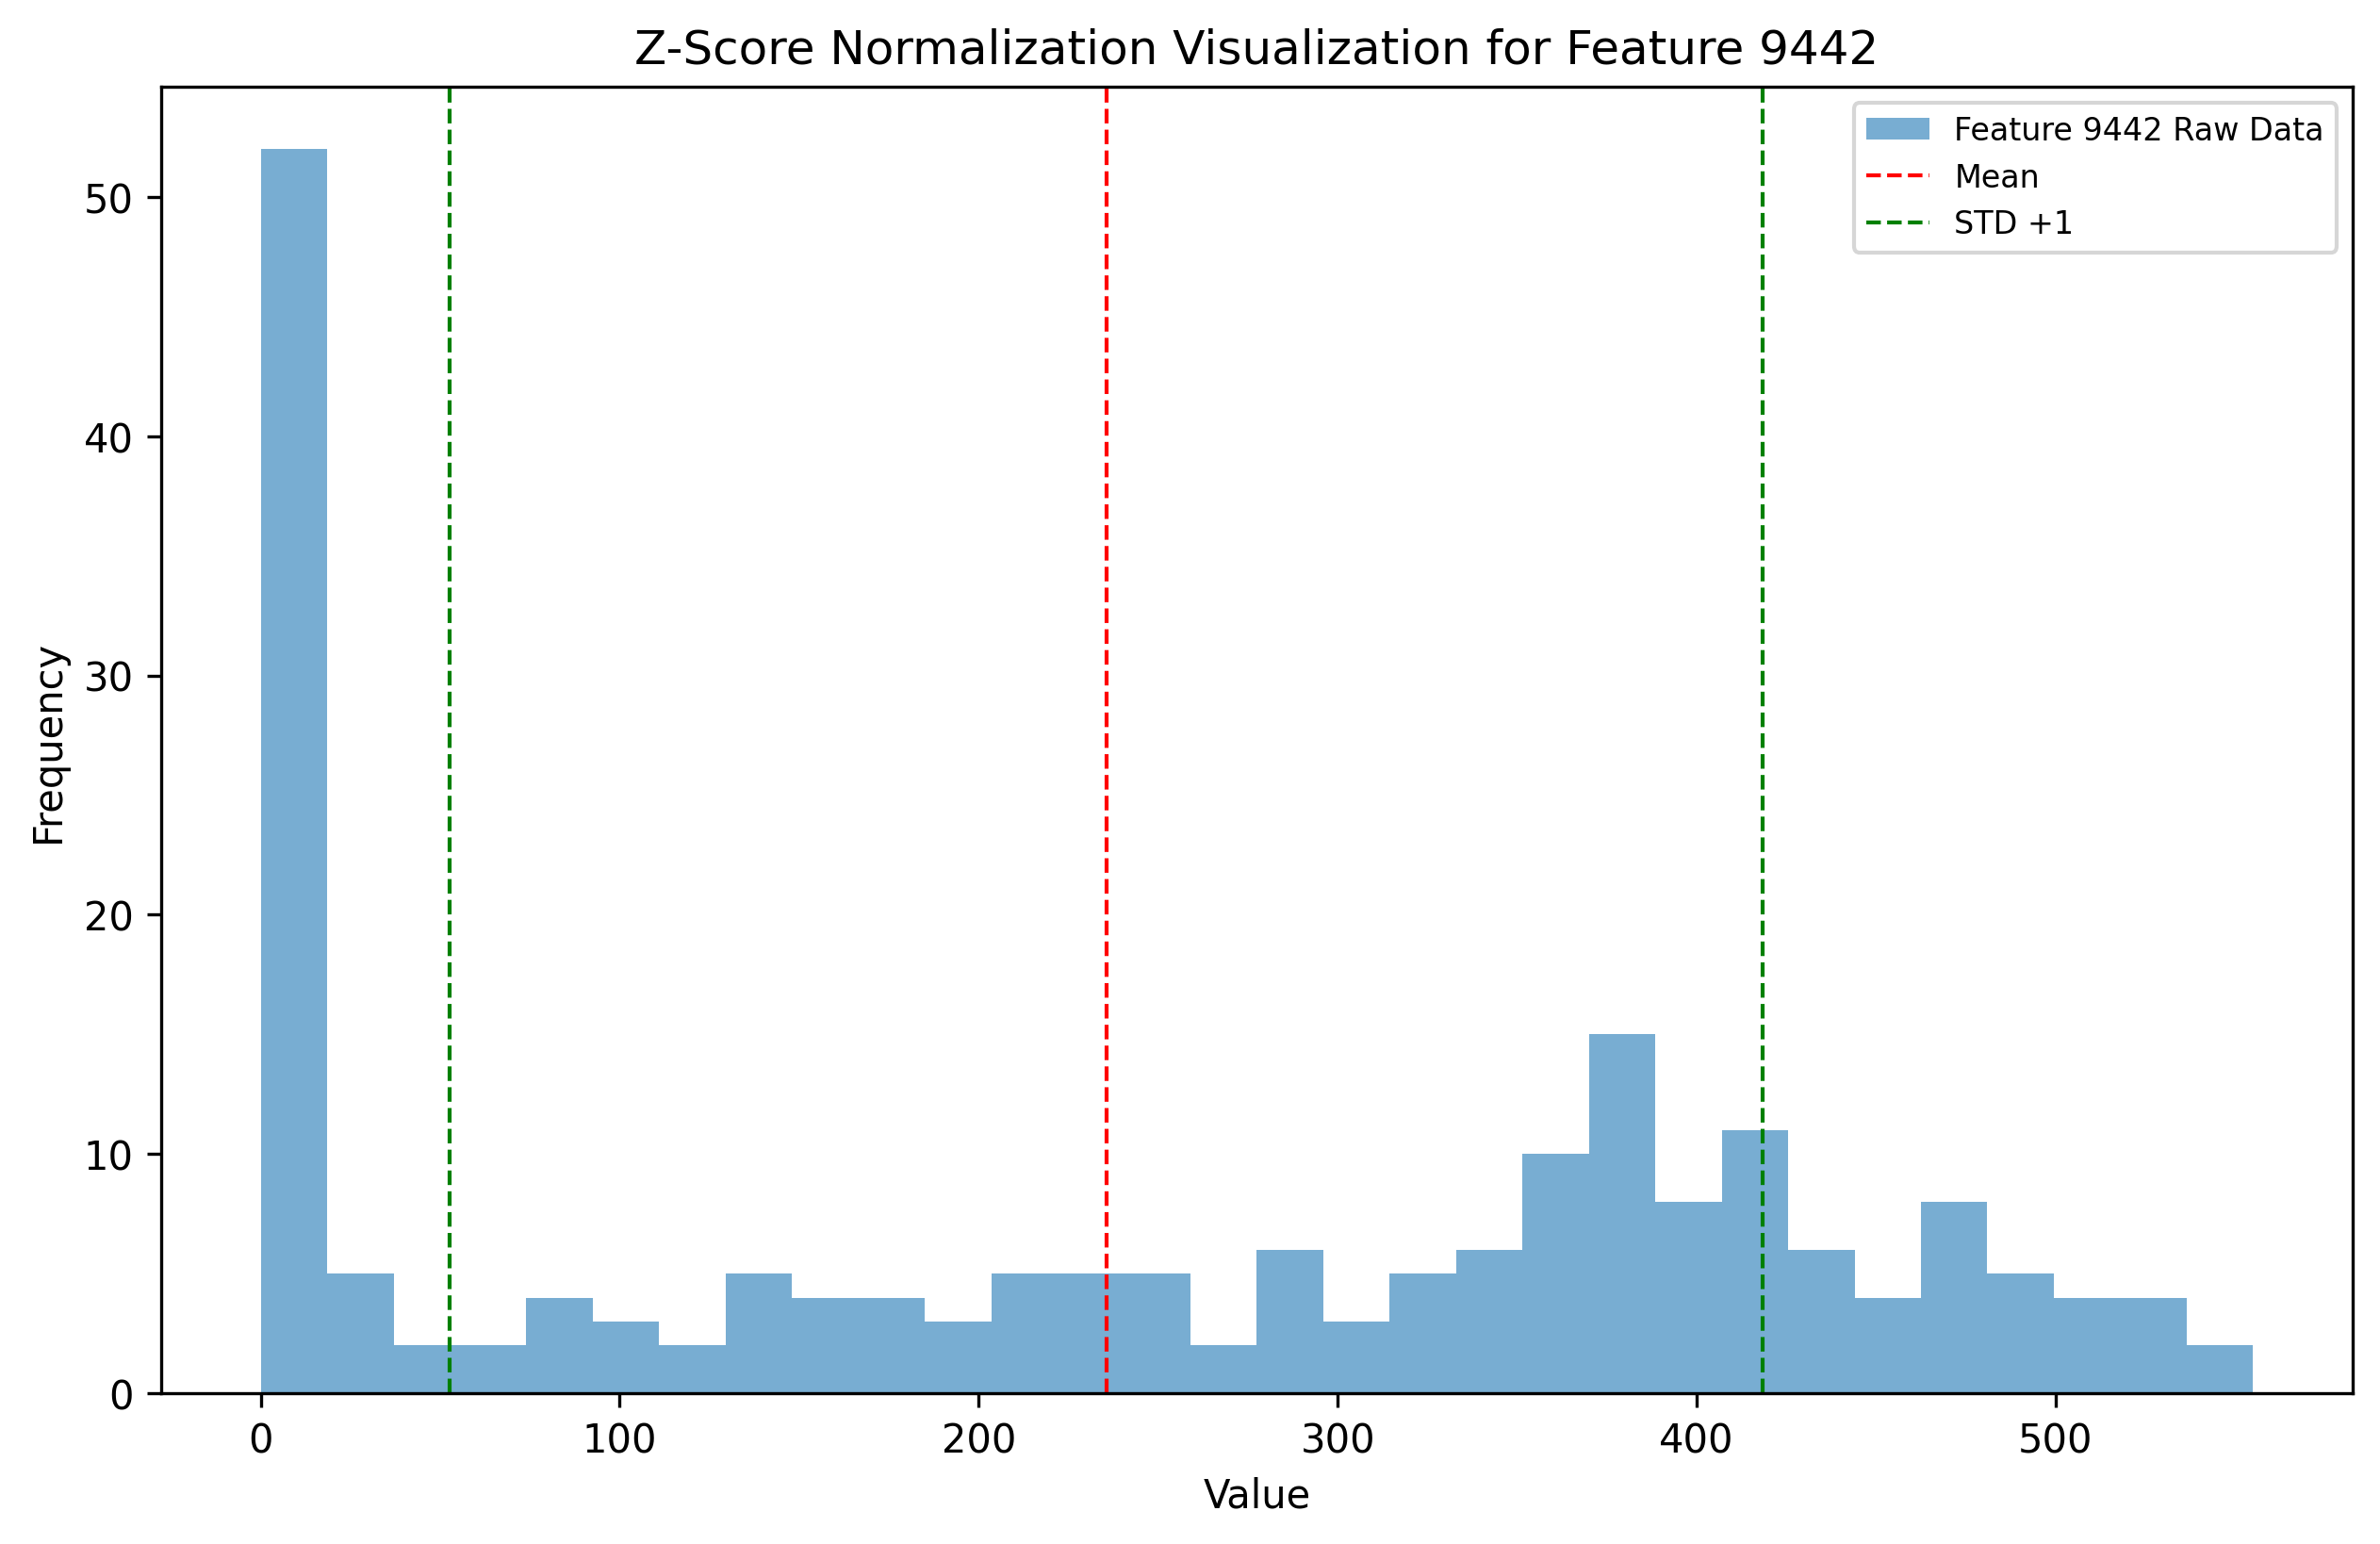 Z-Score Normalization Visualization for Feature 9442
Feature 9442 Raw Data
Mean
STD +1
Frequency
50
40
30
20
10
0
0 100 200 300 400 500
Value